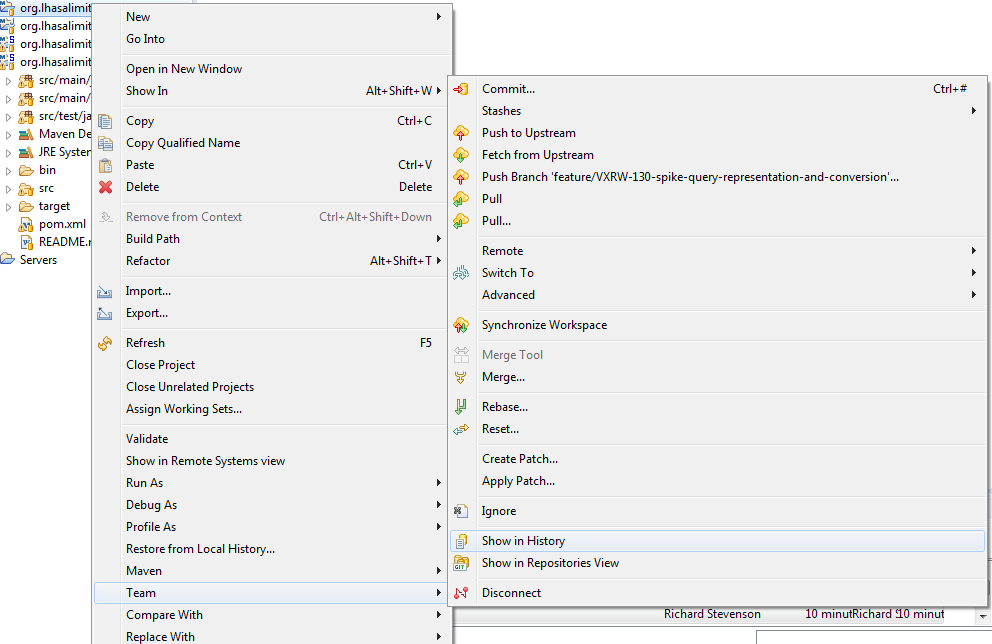 org.lhasalimit
org.lhasalimit
org.lhasalimit
org.lhasalimit
src/main/
src/main/
src/test/ja
Maven De
JRE System
bin
src
target
pom.xml
README.r
Servers
New
Go Into
Open in New Window
Show In Alt+Shift+W
Copy Ctrl+C
Copy Qualified Name
Paste Ctrl+V
Delete Delete
Remove from Context Ctrl+Alt+Shift+Down
Build Path
Refactor Alt+Shift+T
Import...
Export...
Refresh F5
Close Project
Close Unrelated Projects
Assign Working Sets...
Validate
Show in Remote Systems view
Run As
Debug As
Profile As
Restore from Local History...
Maven
Team
Compare With
Replace With
Commit... Ctrl+#
Stashes
Push to Upstream
Fetch from Upstream
Push Branch 'feature/VXRW-130-spike-query-representation-and-conversion'...
Pull
Pull...
Remote
Switch To
Advanced
Synchronize Workspace
Merge Tool
Merge...
Rebase...
Reset...
Create Patch...
Apply Patch...
Ignore
Show in History
Show in Repositories View
Disconnect
Richard Stevenson 10 minut Richard 10 minut